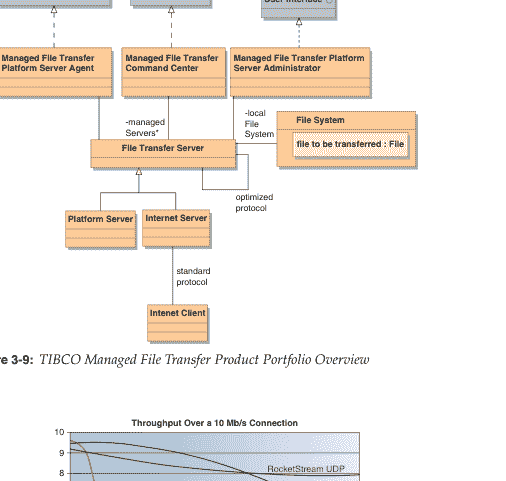 User Interface
Managed File Transfer
Platform Server Agent
Managed File Transfer
Command Center
Managed File Transfer Platform
Server Administrator
-managed
Servers*
-local
File
System
File System
file to be transferred : File
File Transfer Server
optimized
protocol
Platform Server
Internet Server
standard
protocol
Intenet Client
e 3-9: TIBCO Managed File Transfer Product Portfolio Overview
Throughput Over a 10 Mb/s Connection
10
9
RocketStream UDP
8